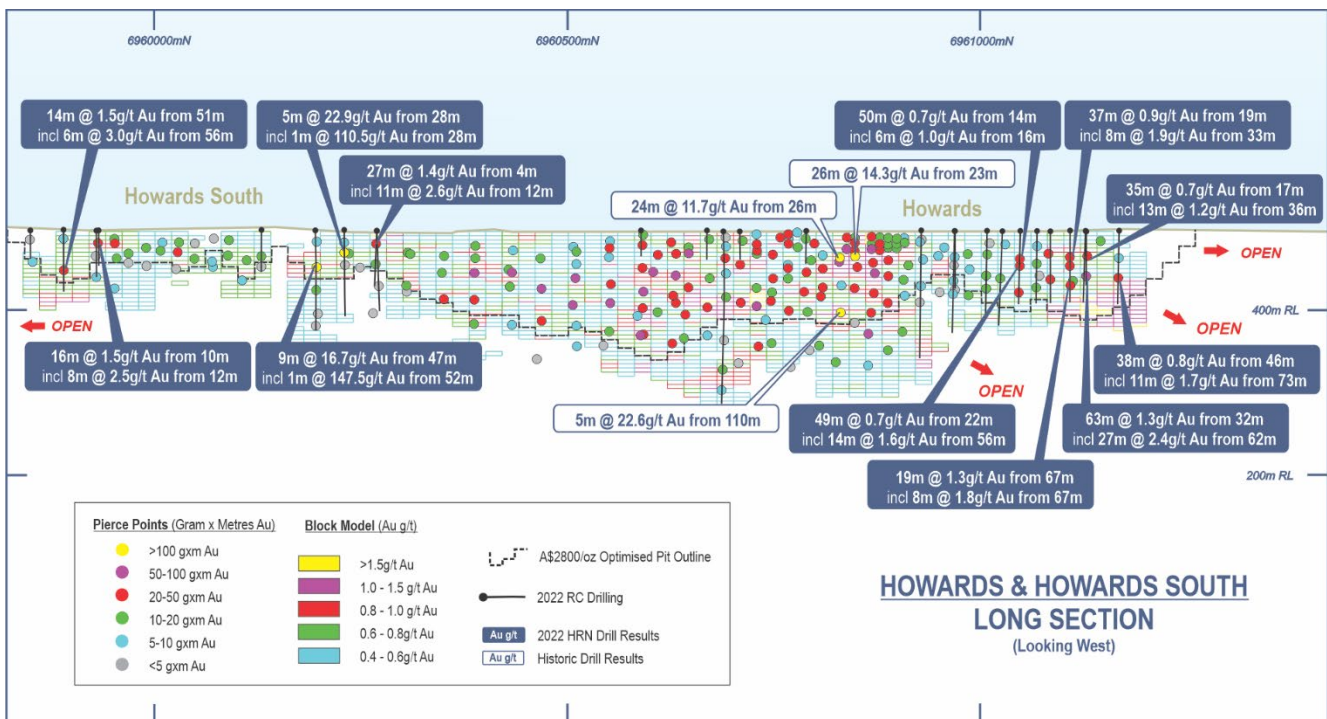 6960000mN
6960500mN
6961000mN
14m @ 1.5g/t Au from 51m
incl 6m @ 3.0g/t Au from 56m
5m @ 22.9g/t Au from 28m
incl 1m @ 110.5g/t Au from 28m
27m @ 1.4g/t Au from 4m
incl 11m @ 2.6g/t Au from 12m
50m @ 0.7g/t Au from 14m
incl 6m @ 1.0g/t Au from 16m
37m @ 0.9g/t Au from 19m
incl 8m @ 1.9g/t Au from 33m
26m @ 14.3g/t Au from 23m
24m @ 11.7g/t Au from 26m
35m @ 0.7g/t Au from 17m
incl 13m @ 1.2g/t Au from 36m
Howards South
Howards
OPEN
OPEN
OPEN
OPEN
400m RL
16m @ 1.5g/t Au from 10m
incl 8m @ 2.5g/t Au from 12m
9m @ 16.7g/t Au from 47m
incl 1m @ 147.5g/t Au from 52m
5m @ 22.6g/t Au from 110m
49m @ 0.7g/t Au from 22m
incl 14m @ 1.6g/t Au from 56m
38m @ 0.8g/t Au from 46m
incl 11m @ 1.7g/t Au from 73m
63m @ 1.3g/t Au from 32m
incl 27m @ 2.4g/t Au from 62m
19m @ 1.3g/t Au from 67m
incl 8m @ 1.8g/t Au from 67m
200m RL
Pierce Points (Gram x Metres Au)
>100 gxm Au
50-100 gxm Au
20-50 gxm Au
10-20 gxm Au
5-10 gxm Au
<5 gxm Au
Block Model (Au g/t)
>1.5g/t Au
1.0 - 1.5 g/t Au
0.8 - 1.0 g/t Au
0.6 - 0.8g/t Au
0.4 - 0.6g/t Au
A$2800/oz Optimised Pit Outline
2022 RC Drilling
Au g/t 2022 HRN Drill Results
Au g/t Historic Drill Results
HOWARDS & HOWARDS SOUTH
LONG SECTION
(Looking West)